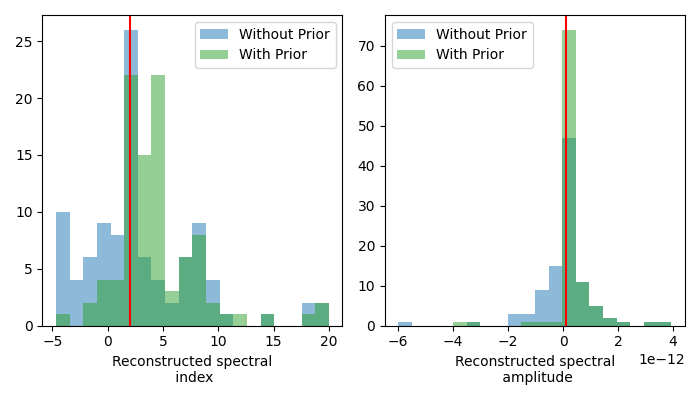 25
20
15
10
5
0
−5
0
5
10
15
20
Without Prior
With Prior
Reconstructed spectral
index
70
60
50
40
30
20
10
0
−6
−4
−2
0
2
4
1e−12
Without Prior
With Prior
Reconstructed spectral
amplitude